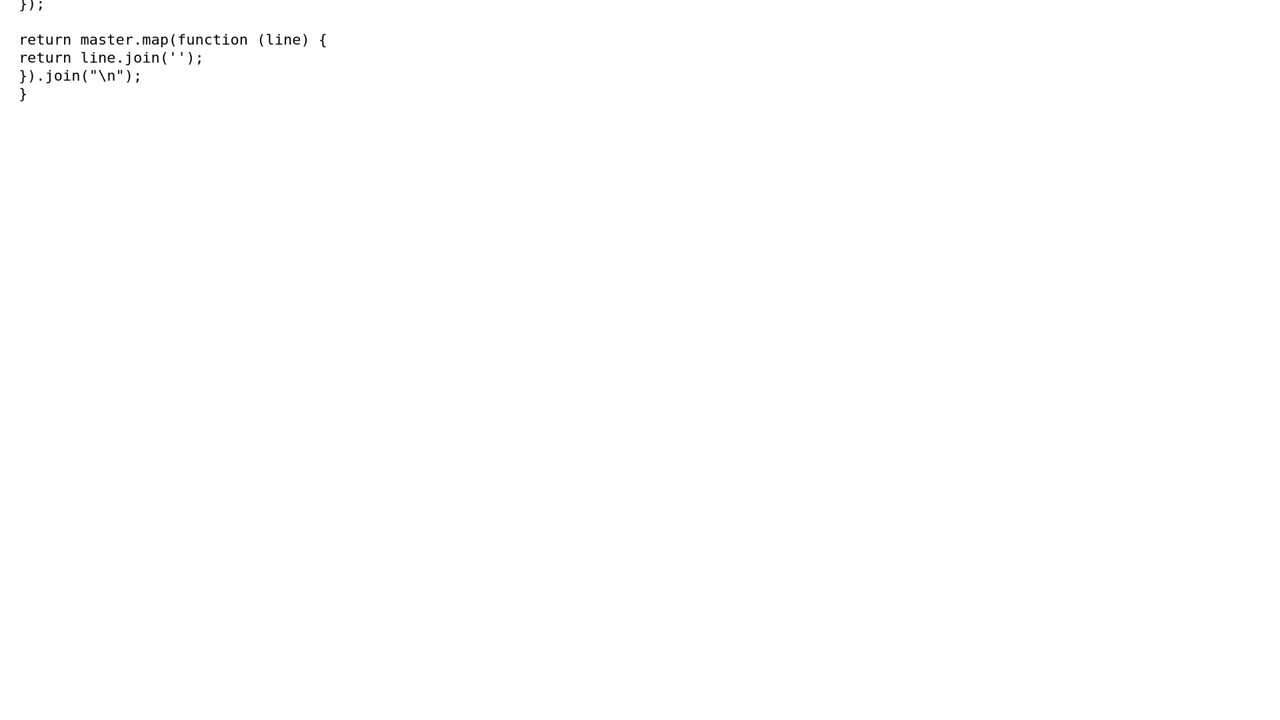 });

return master.map(function (line) {
return line.join('');
}).join("\n");
}